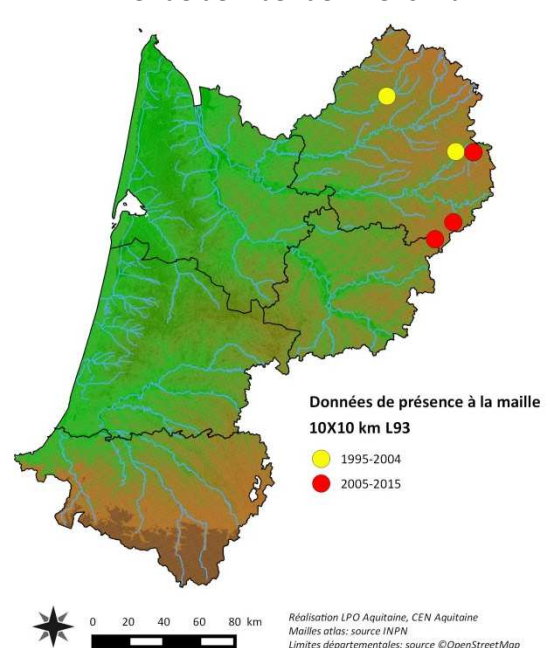 Données de présence à la maille
10X10 km L93
1995-2004
2005-2015
0 20 40 60 80 km
Réalisation LPO Aquitaine, CEN Aquitaine
Mailles atlas: source INPN
Limites départementales: source ©OpenStreetMap